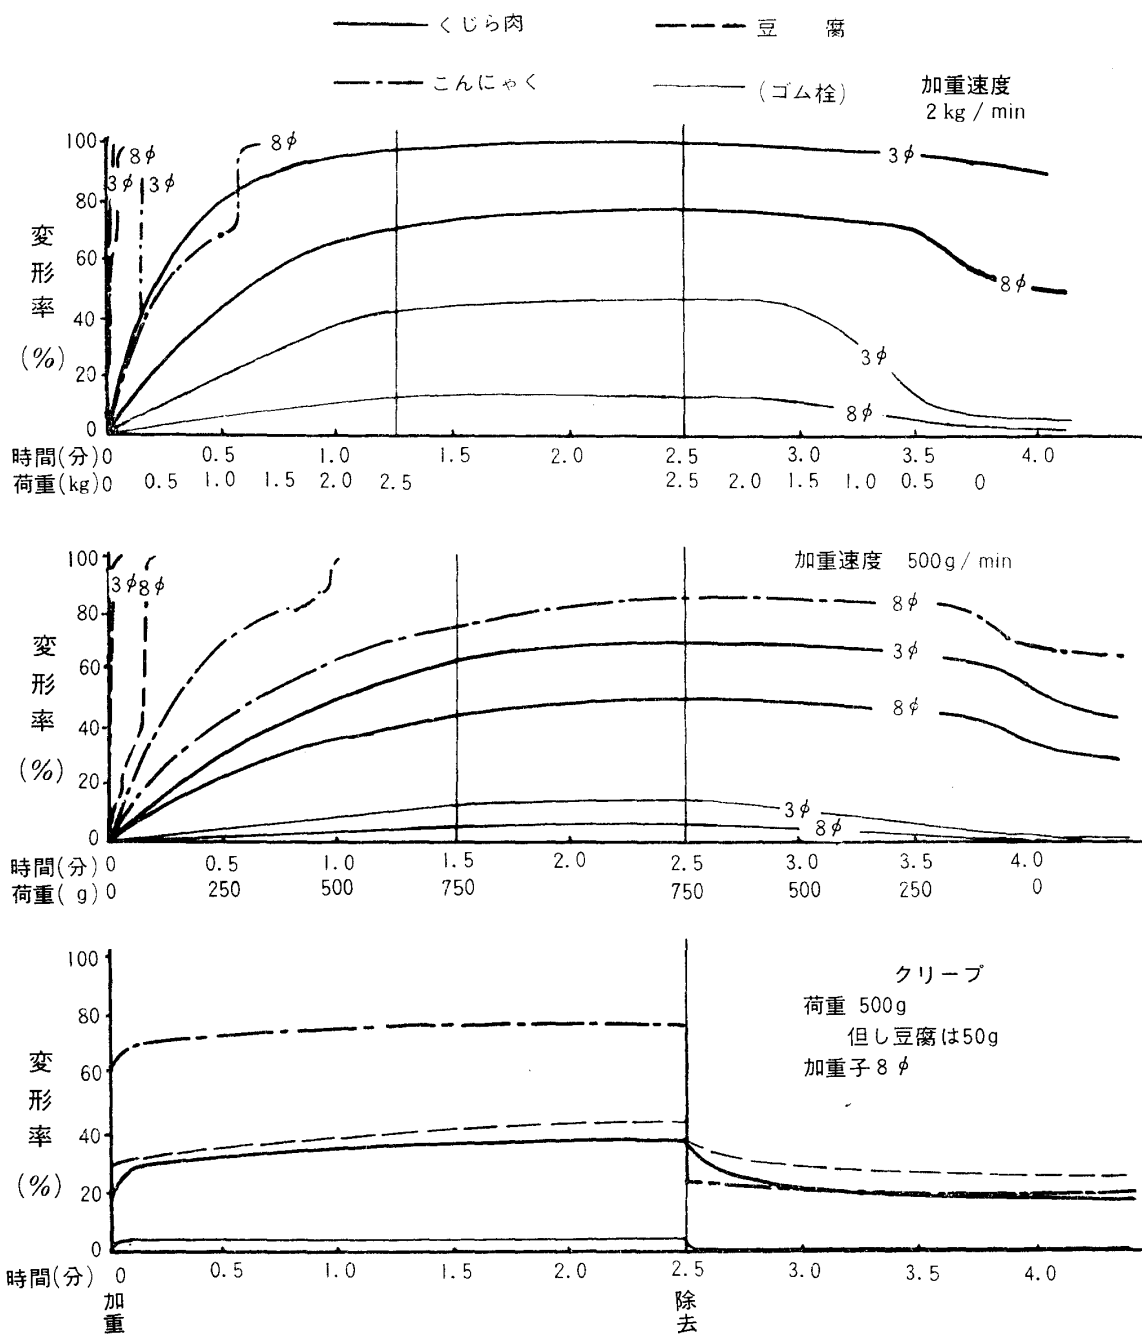 くじら肉
豆 腐
こんにゃく
(ゴム栓)
加重速度
2 kg / min
100
80
60
40
20
0
変形率(%)
8φ
3φ
3φ
8φ
3φ
8φ
3φ
8φ
時間(分) 0 0.5 1.0 1.5 2.0 2.5 3.0 3.5 4.0
荷重(kg) 0 0.5 1.0 1.5 2.0 2.5 2.5 2.0 1.5 1.0 0.5 0
加重速度 500g / min
100
80
60
40
20
0
変形率(%)
3φ 8φ
8φ
3φ
8φ
3φ
8φ
時間(分) 0 0.5 1.0 1.5 2.0 2.5 3.0 3.5 4.0
荷重( g) 0 250 500 750 750 500 250 0
クリープ
荷重 500g
但し豆腐は50g
加重子 8 φ
100
80
60
40
20
0
変形率(%)
時間(分) 0 0.5 1.0 1.5 2.0 2.5 3.0 3.5 4.0
加重
除去